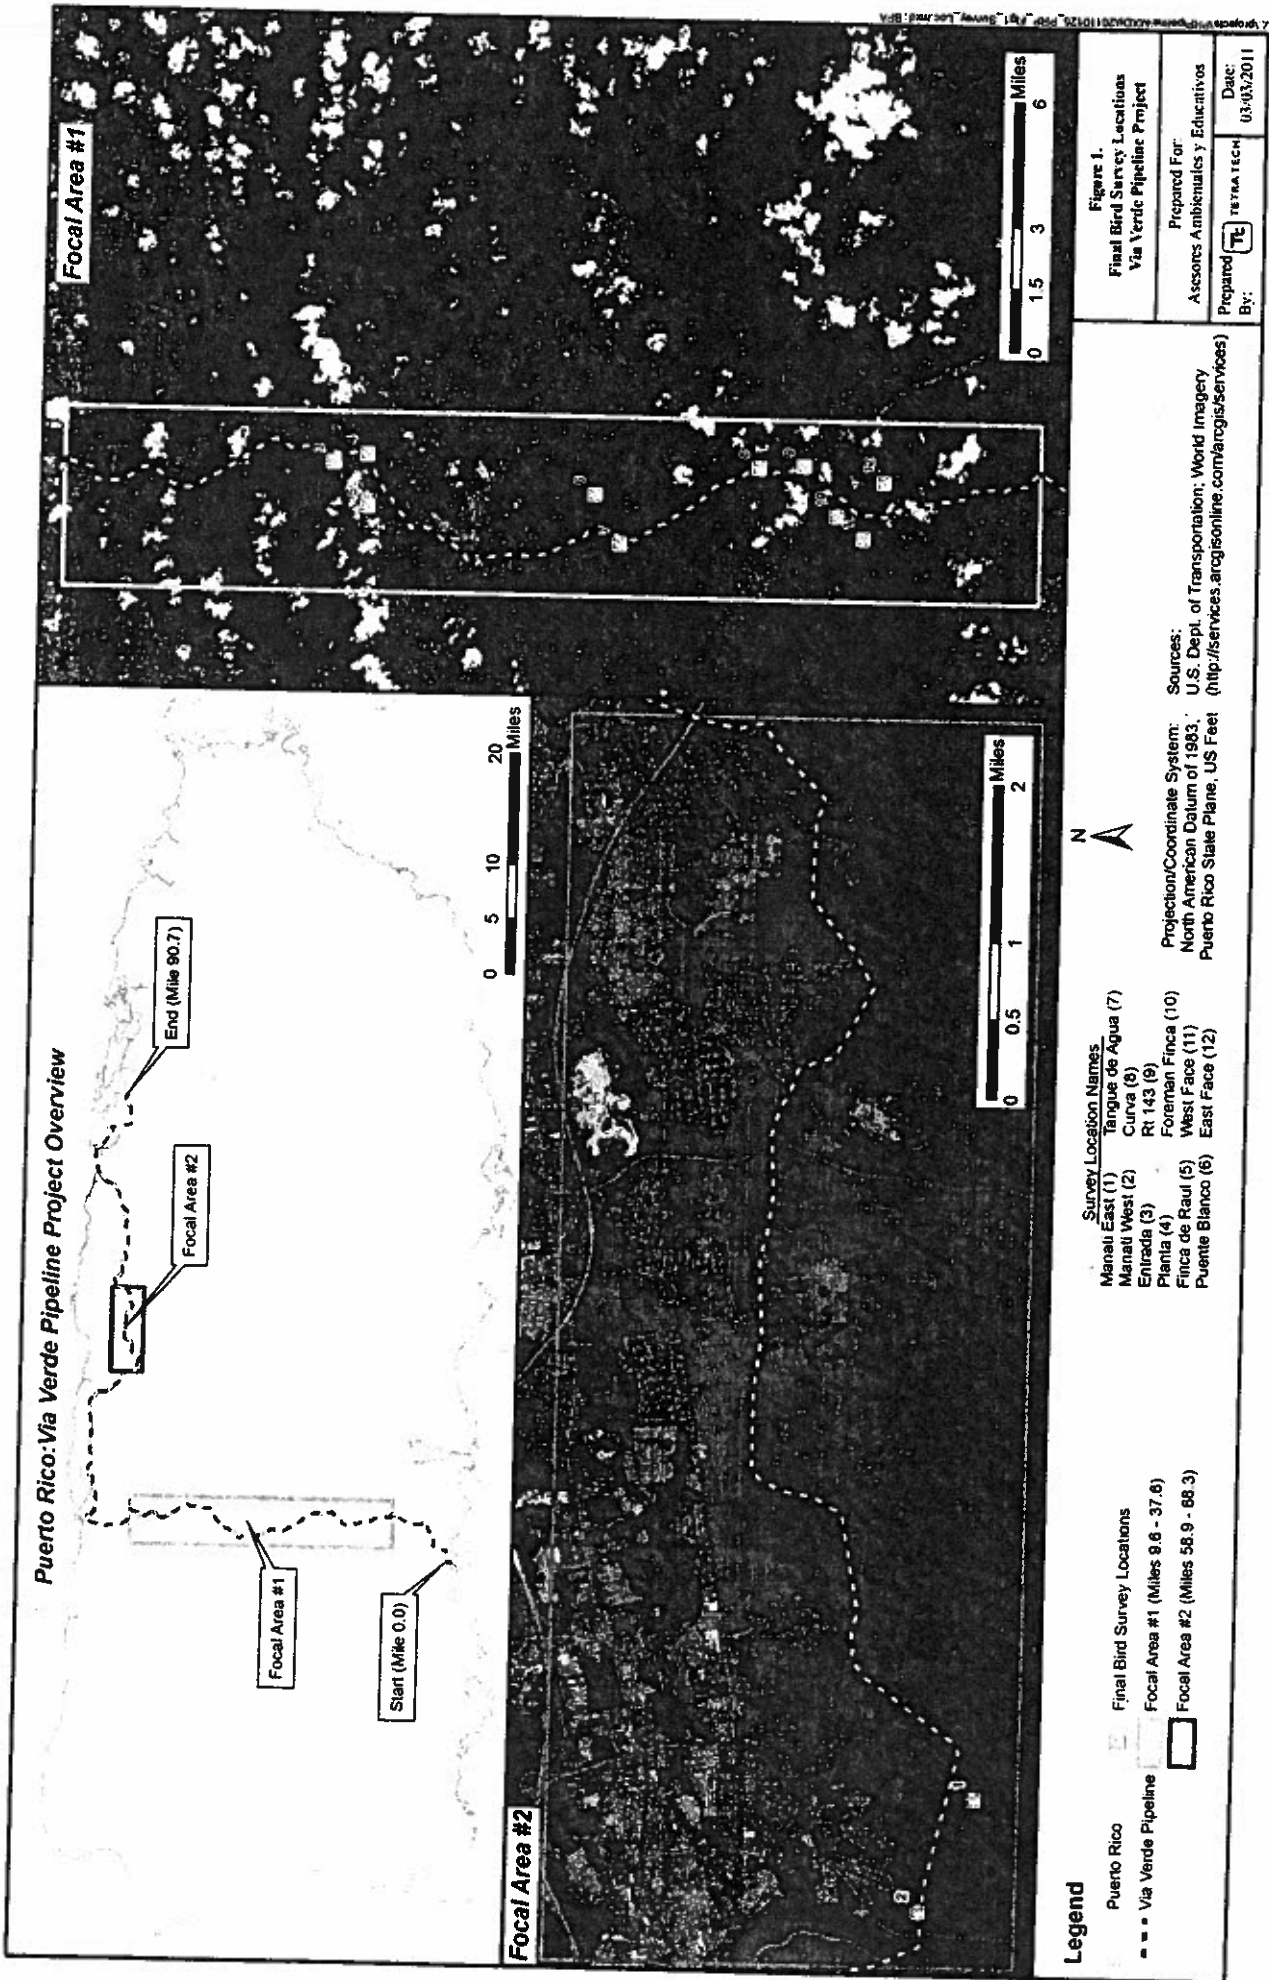 Puerto Rico: Via Verde Pipeline Project Overview
End (Mile 90.7)
Focal Area #2
Focal Area #1
Start (Mile 0.0)
0 5 10 20
Miles
Focal Area #1
0 1.5 3 6
Miles
Focal Area #2
2
1
0 0.5 1 2
Miles
Legend
Puerto Rico
Via Verde Pipeline
Final Bird Survey Locations
Focal Area #1 (Miles 9.6 - 37.6)
Focal Area #2 (Miles 58.9 - 68.3)
Survey Location Names
Manati East (1)
Manati West (2)
Entrada (3)
Planta (4)
Finca de Raul (5)
Puente Blanco (6)
Tangue de Agua (7)
Curva (8)
Rt 143 (9)
Foreman Finca (10)
West Face (11)
East Face (12)
N
Projection/Coordinate System:
North American Datum of 1983,
Puerto Rico State Plane, US Feet
Sources:
U.S. Dept. of Transportation; World Imagery
(http://services.arcgisonline.com/arcgis/services)
Figure 1.
Final Bird Survey Locations
Via Verde Pipeline Project
Prepared For:
Asesores Ambientales y Educativos
Prepared By:
Tt TETRA TECH
Date:
03/03/2011